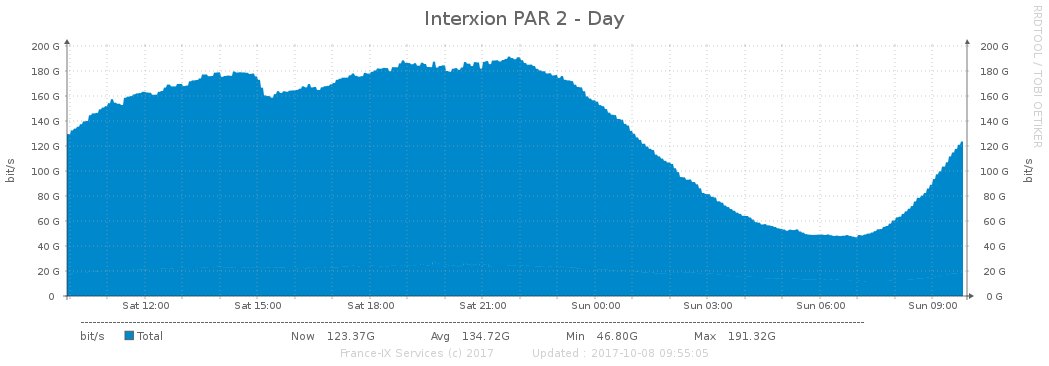 Interxion PAR 2 - Day
RRDTOOL / TOBI OETIKER
bit/s
200 G
180 G
160 G
140 G
120 G
100 G
80 G
60 G
40 G
20 G
0
200 G
180 G
160 G
140 G
120 G
100 G
80 G
60 G
40 G
20 G
0 G
bit/s
Sat 12:00 Sat 15:00 Sat 18:00 Sat 21:00 Sun 00:00 Sun 03:00 Sun 06:00 Sun 09:00
bit/s Total Now 123.37G Avg 134.72G Min 46.80G Max 191.32G
France-IX Services (c) 2017 Updated : 2017-10-08 09:55:05